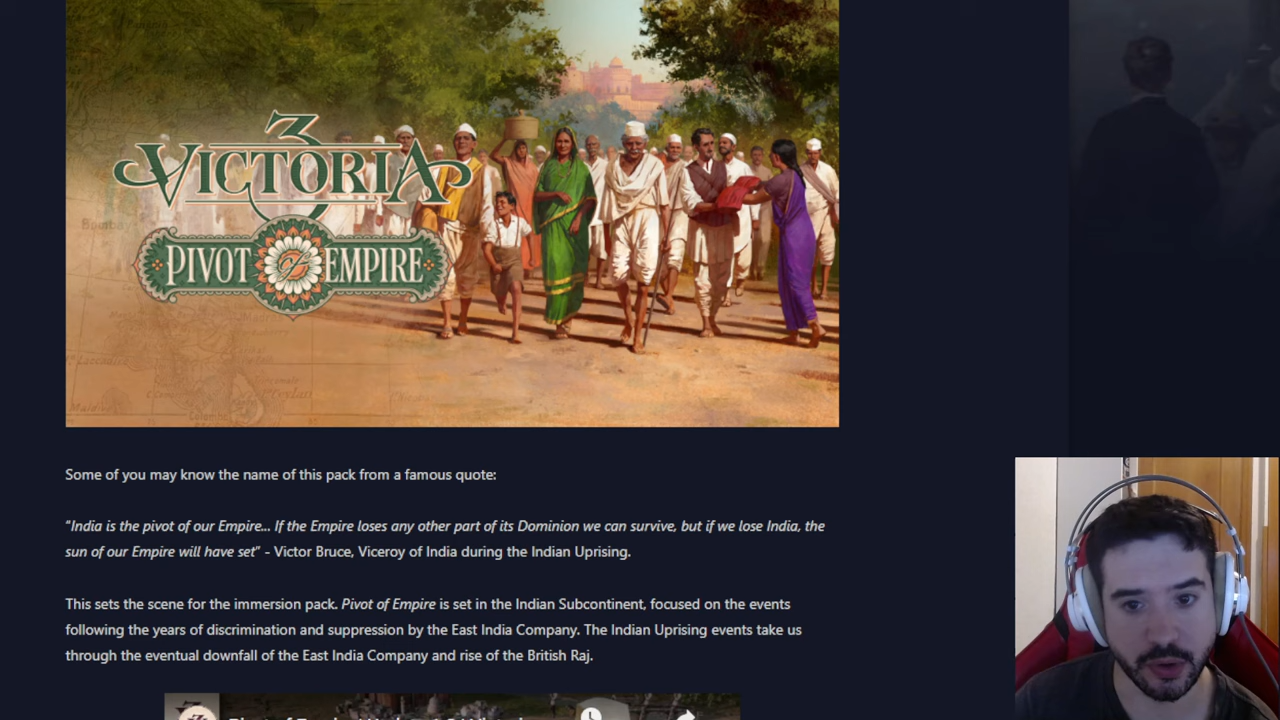 3
VICTORIA
PIVOT of EMPIRE
Some of you may know the name of this pack from a famous quote:
"India is the pivot of our Empire... If the Empire loses any other part of its Dominion we can survive, but if we lose India, the
sun of our Empire will have set" - Victor Bruce, Viceroy of India during the Indian Uprising.
This sets the scene for the immersion pack. Pivot of Empire is set in the Indian Subcontinent, focused on the events
following the years of discrimination and suppression by the East India Company. The Indian Uprising events take us
through the eventual downfall of the East India Company and rise of the British Raj.